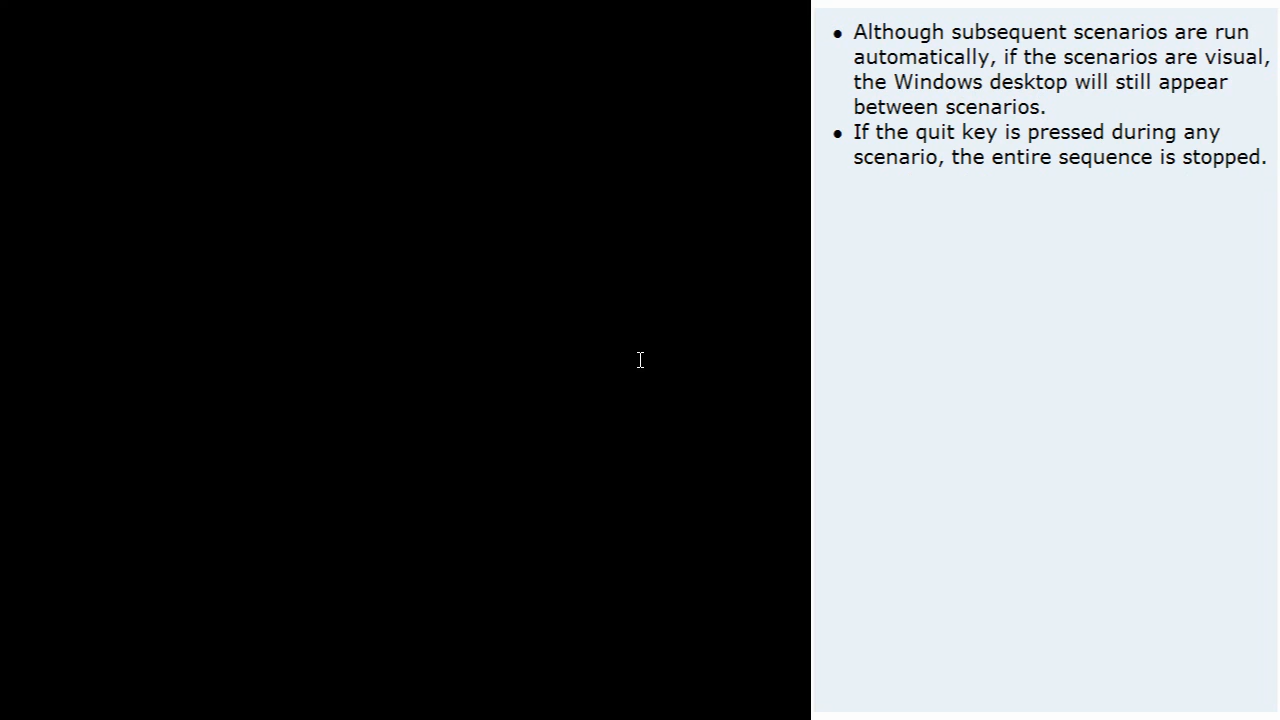 • Although subsequent scenarios are run
automatically, if the scenarios are visual,
the Windows desktop will still appear
between scenarios.
• If the quit key is pressed during any
scenario, the entire sequence is stopped.